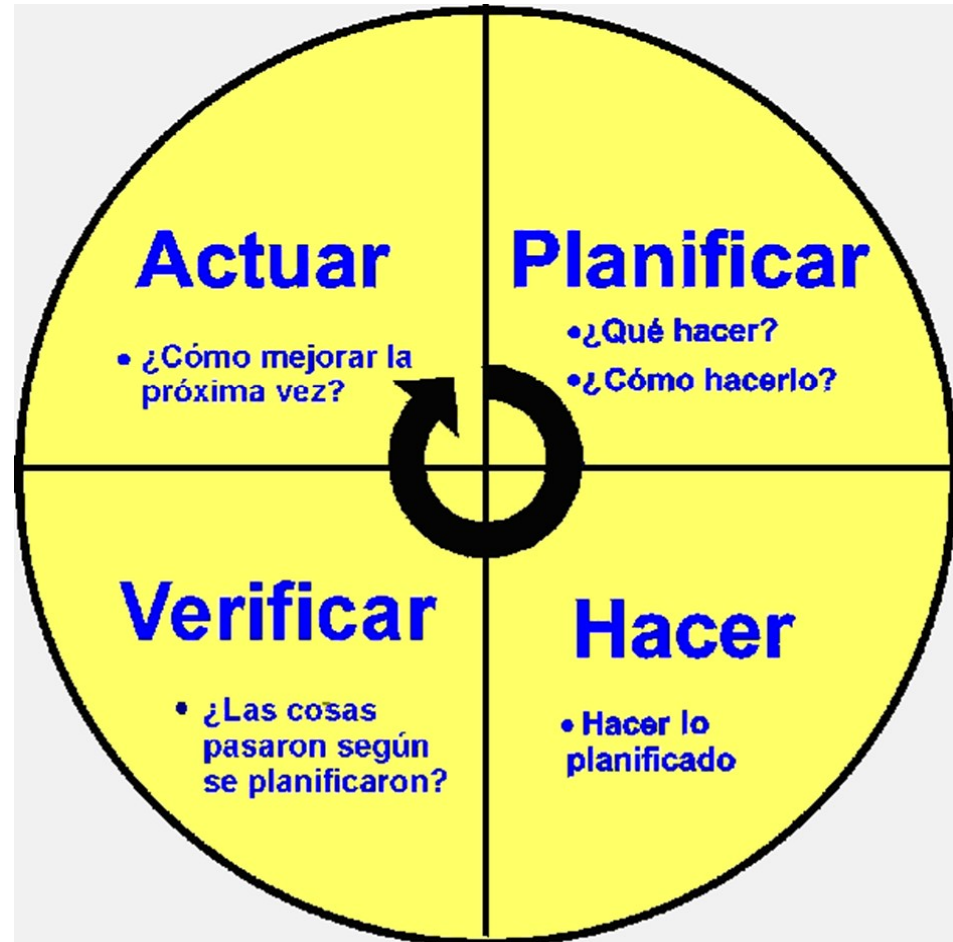 Actuar
• ¿Cómo mejorar la
próxima vez?
Planificar
•¿Qué hacer?
•¿Cómo hacerlo?
Verificar
• ¿Las cosas
pasaron según
se planificaron?
Hacer
• Hacer lo
planificado